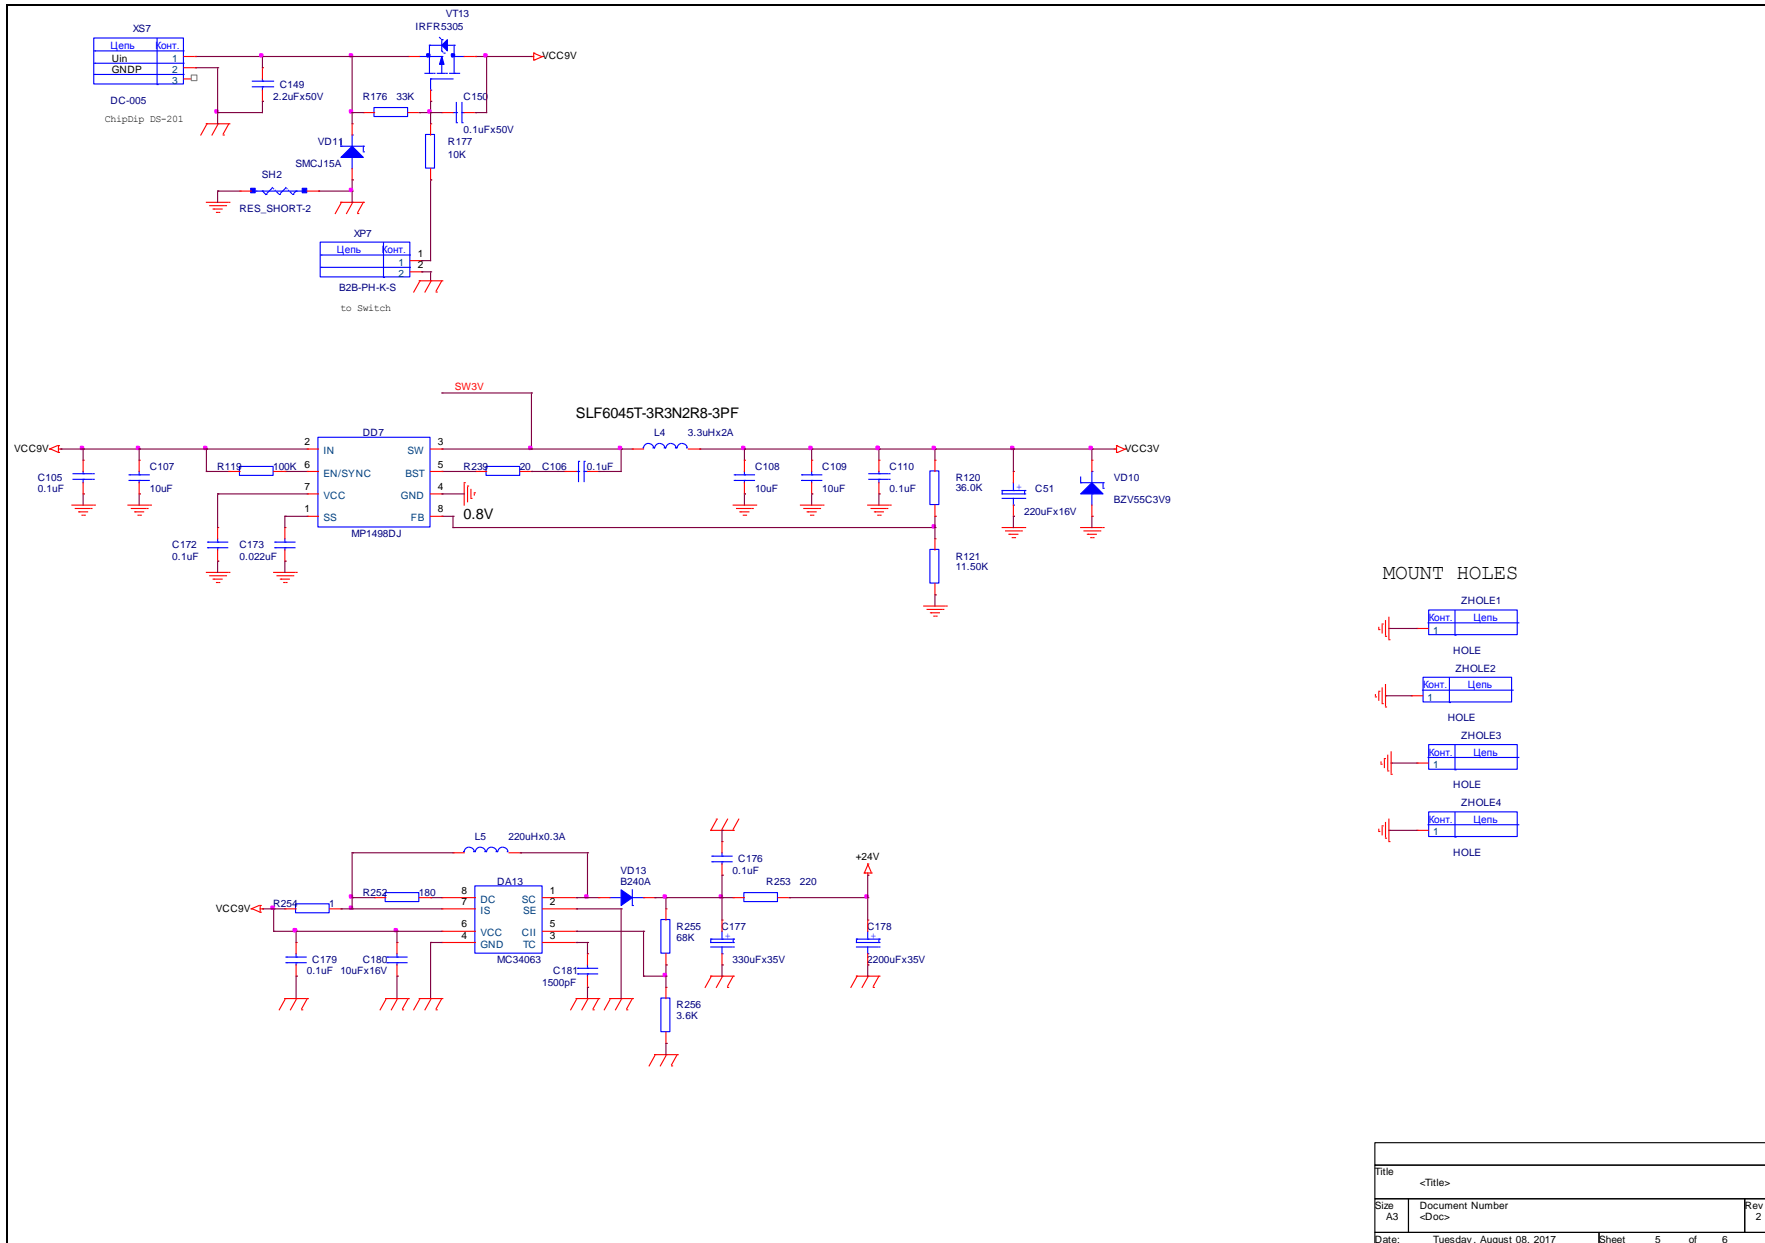 XS7
Цепь Конт.
Uin 1
GNDP 2
3
DC-005
ChipDip DS-201
C149
2.2uFx50V
VT13
IRFR5305
VCC9V
R176 33K
C150
0.1uFx50V
R177
10K
VD11
SMCJ15A
SH2
RES_SHORT-2
XP7
Цепь Конт.
1 1
2 2
B2B-PH-K-S
to Switch
SW3V
SLF6045T-3R3N2R8-3PF
L4 3.3uHx2A
VCC9V
DD7
2 IN SW 3
6 EN/SYNC BST 5
7 VCC GND 4
1 SS FB 8
MP1498DJ
0.8V
C105
0.1uF
C107
10uF
R119 100K
R239 20
C106 0.1uF
C172
0.1uF
C173
0.022uF
C108
10uF
C109
10uF
C110
0.1uF
R120
36.0K
R121
11.50K
C51
220uFx16V
+
VCC3V
VD10
BZV55C3V9
MOUNT HOLES
ZHOLE1
Конт. Цепь
1
HOLE
ZHOLE2
Конт. Цепь
1
HOLE
ZHOLE3
Конт. Цепь
1
HOLE
ZHOLE4
Конт. Цепь
1
HOLE
L5 220uHx0.3A
R252 180
R254 1
VCC9V
DA13
8 DC SC 1
7 IS SE 2
6 VCC CII 5
4 GND TC 3
MC34063
VD13
B240A
C176
0.1uF
R253 220
+24V
R255
68K
C177
+
330uFx35V
C178
+
2200uFx35V
C179
0.1uF
C180
10uFx16V
C181
1500pF
R256
3.6K
Title
<Title>
Size Document Number Rev
A3 <Doc> 2
Date: Tuesday, August 08, 2017 Sheet 5 of 6